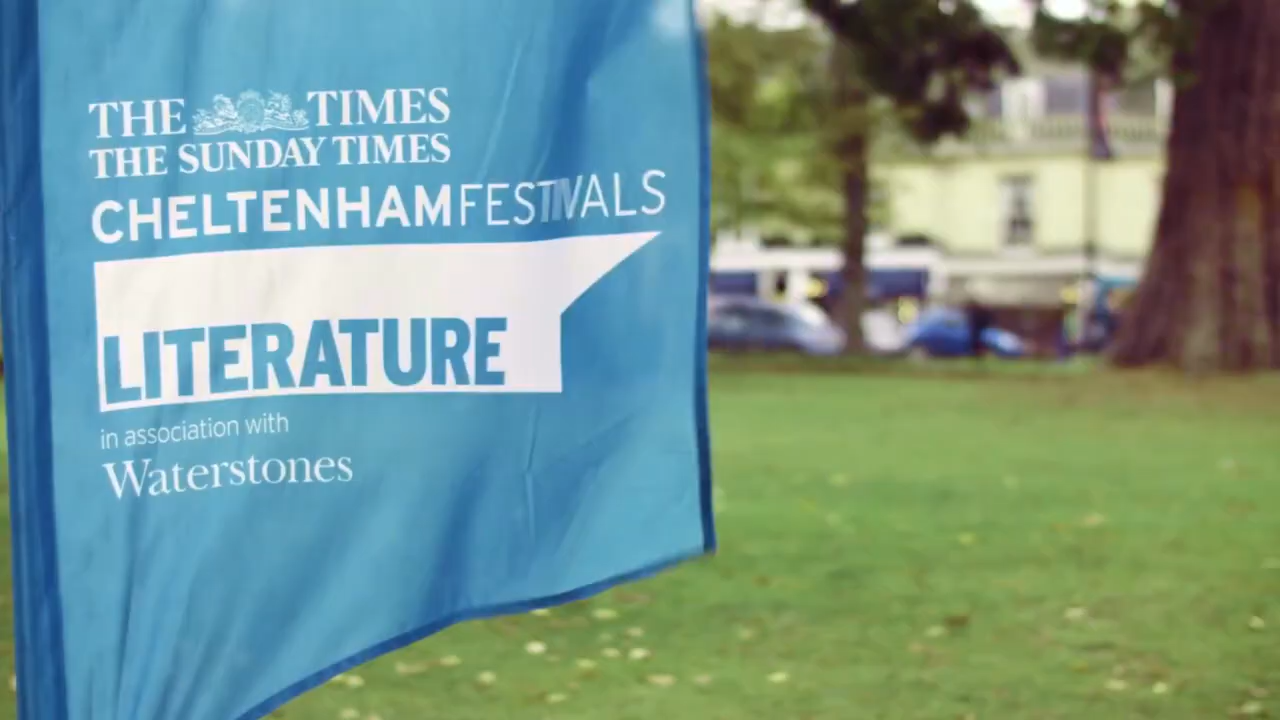 THE TIMES
THE SUNDAY TIMES
CHELTENHAMFESTIVALS
LITERATURE
in association with
Waterstones